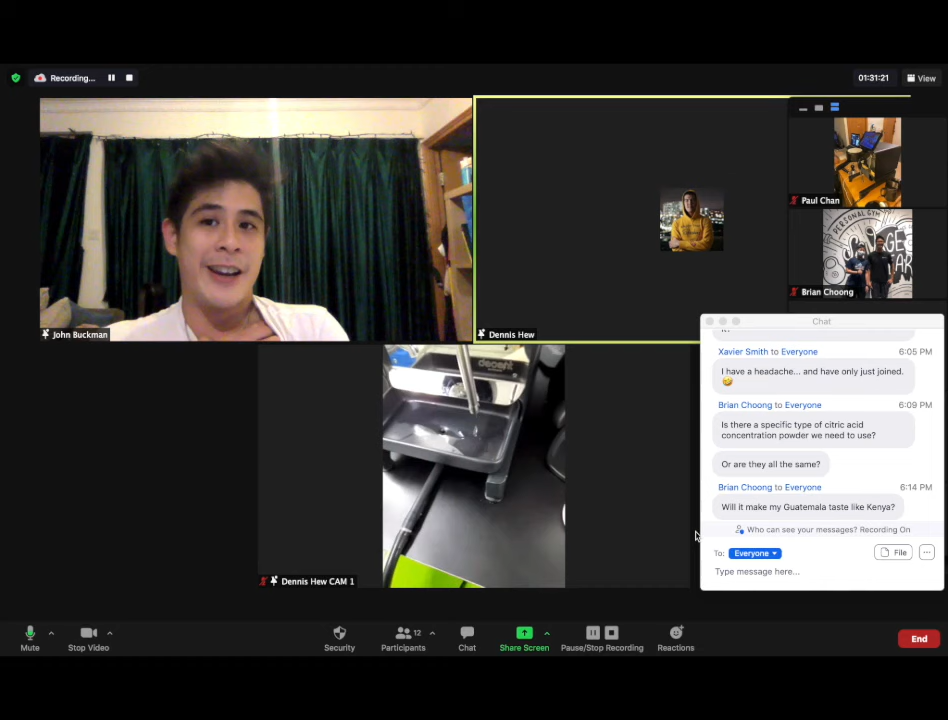 Recording...
01:31:21
View
PERSONAL GYM
Paul Chan
Brian Choong
John Buckman
Dennis Hew
decent
Dennis Hew CAM 1
Chat
Xavier Smith to Everyone
6:05 PM
I have a headache... and have only just joined.
🤣
Brian Choong to Everyone
6:09 PM
Is there a specific type of citric acid
concentration powder we need to use?
Or are they all the same?
Brian Choong to Everyone
6:14 PM
Will it make my Guatemala taste like Kenya?
Who can see your messages? Recording On
To:
Everyone
File
Type message here...
Mute
Stop Video
Security
12
Participants
Chat
Share Screen
Pause/Stop Recording
Reactions
End